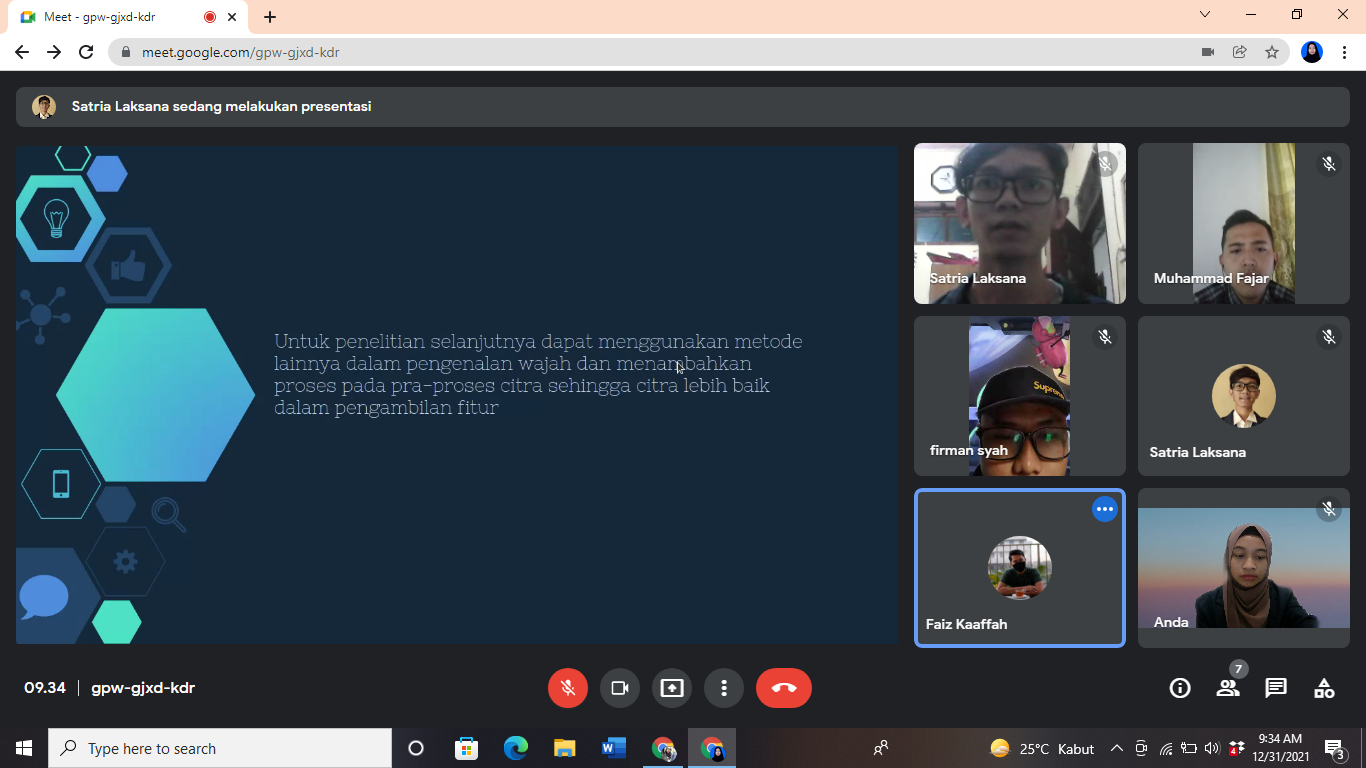 Meet - gpw-gjxd-kdr
meet.google.com/gpw-gjxd-kdr
Satria Laksana sedang melakukan presentasi
Untuk penelitian selanjutnya dapat menggunakan metode
lainnya dalam pengenalan wajah dan menambahkan
proses pada pra-proses citra sehingga citra lebih baik
dalam pengambilan fitur
Satria Laksana
Muhammad Fajar
Supreme
firman syah
Satria Laksana
Faiz Kaaffah
Anda
09.34
gpw-gjxd-kdr
7
Type here to search
W
25°C Kabut
4
9:34 AM
12/31/2021
3